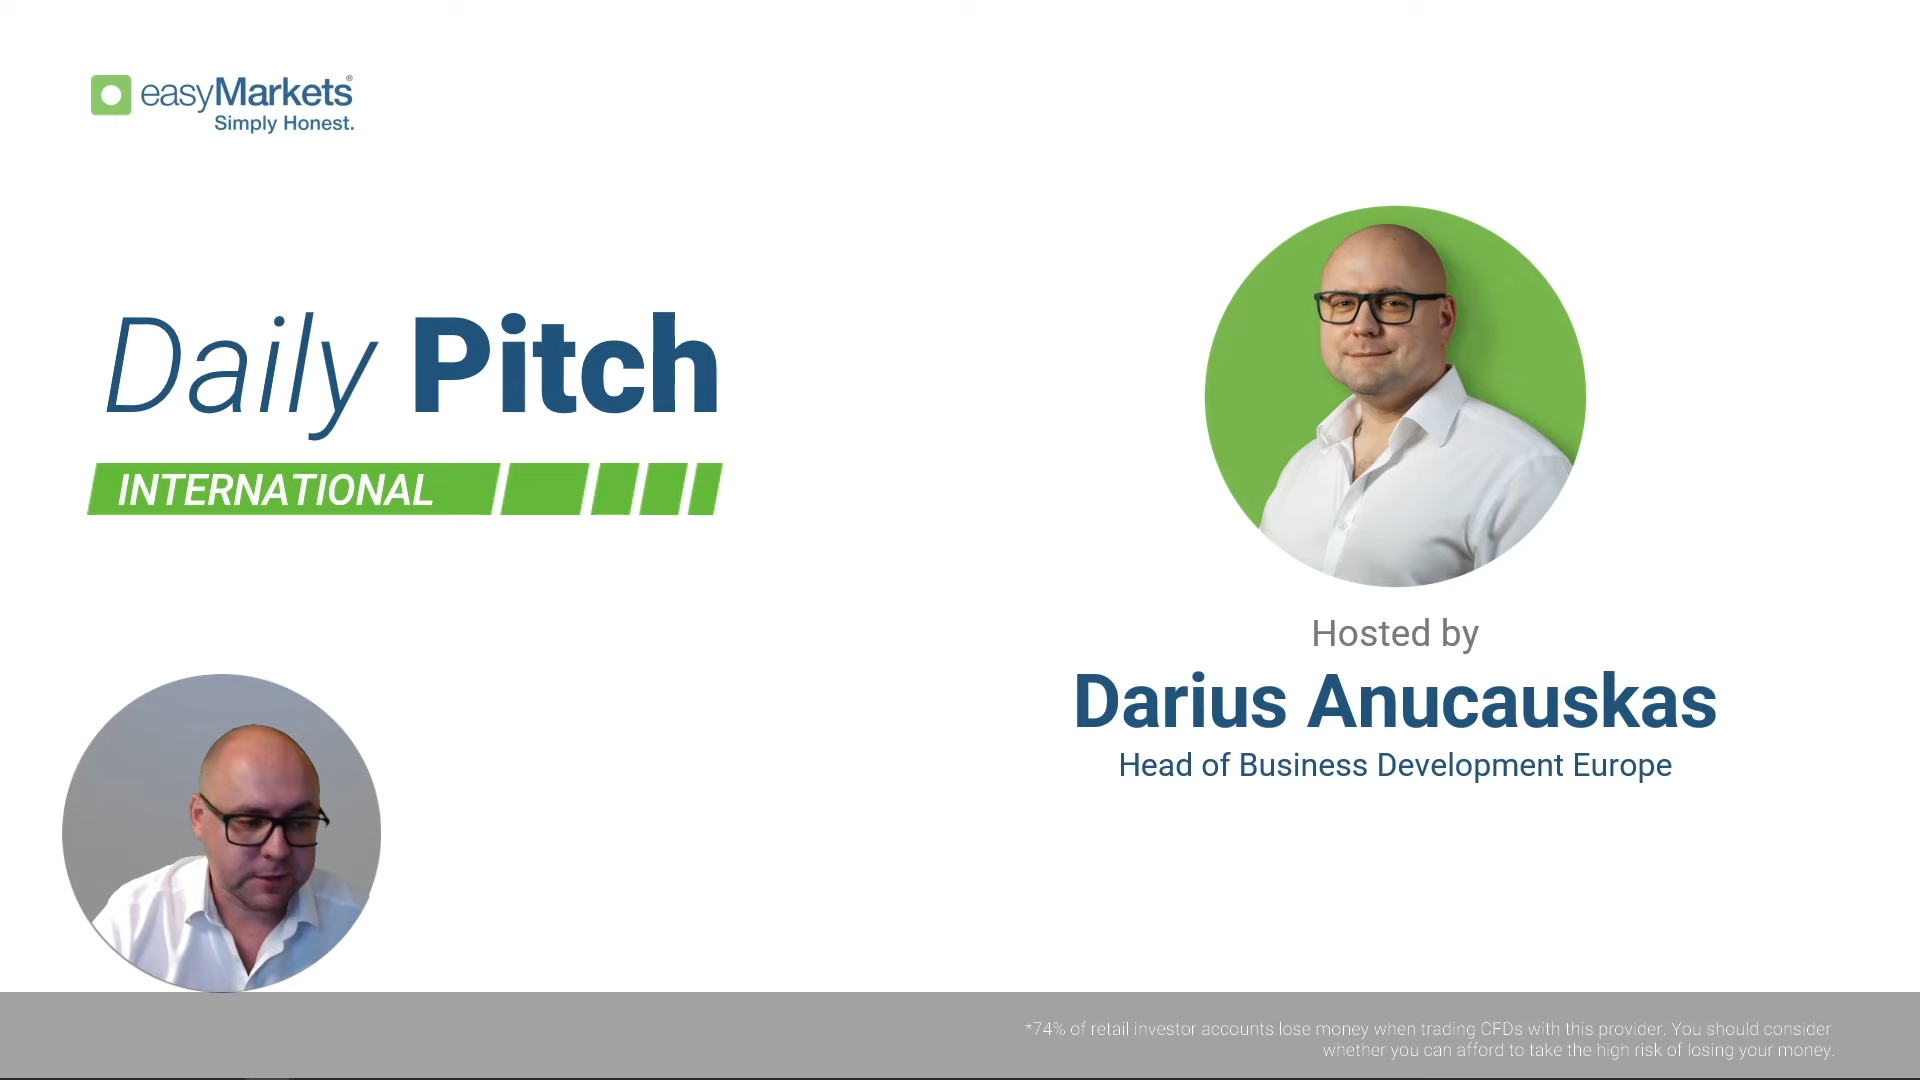 easyMarkets®
Simply Honest.
Daily Pitch
INTERNATIONAL
Hosted by
Darius Anucauskas
Head of Business Development Europe
*74% of retail investor accounts lose money when trading CFDs with this provider. You should consider
whether you can afford to take the high risk of losing your money.